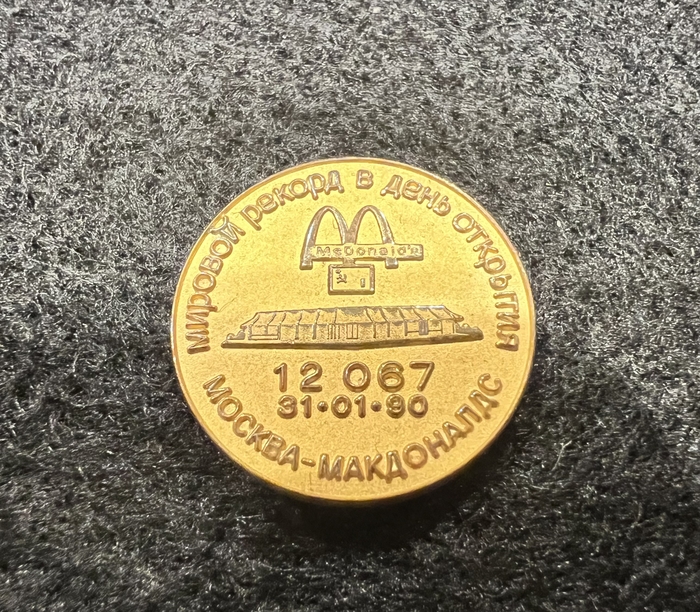 мировой рекорд в день открытия
McDonald's
12 067
31·01·90
МОСКВА-МАКДОНАЛДС